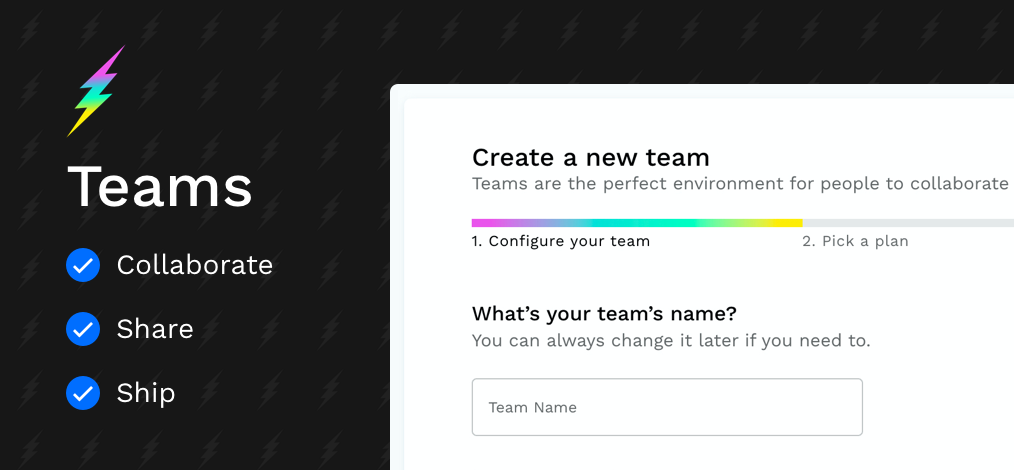 Teams
Collaborate
Share
Ship
Create a new team
Teams are the perfect environment for people to collaborate
1. Configure your team
2. Pick a plan
What’s your team’s name?
You can always change it later if you need to.
Team Name